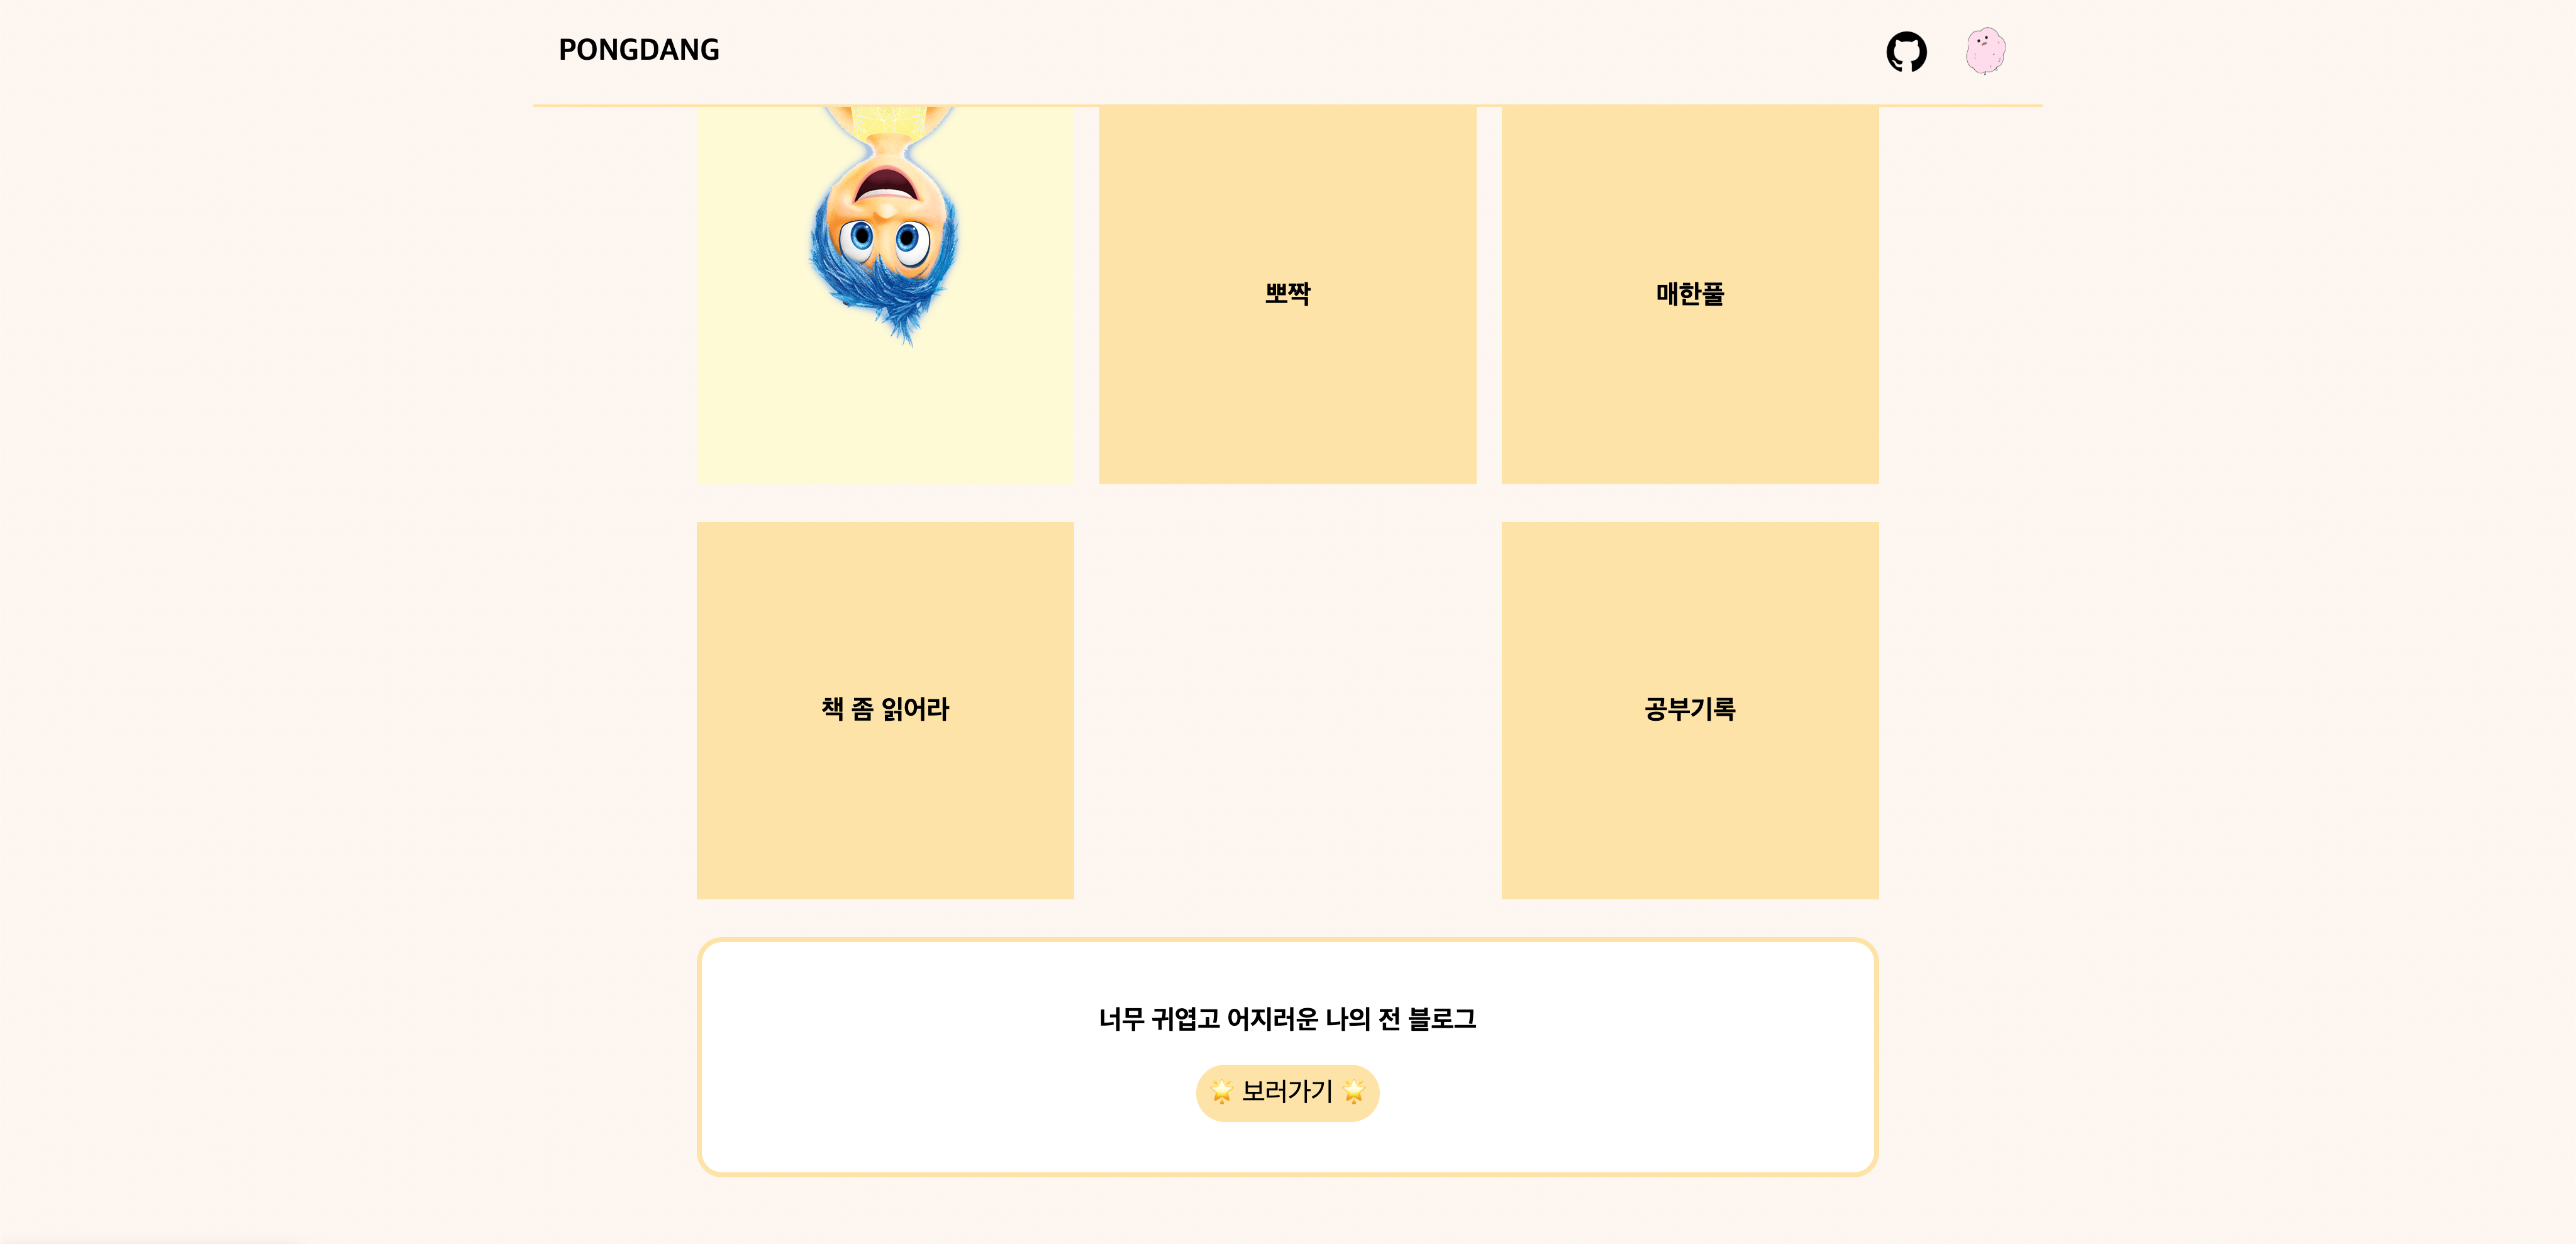 PONGDANG
뽀짝
매한풀
책 좀 읽어라
공부기록
너무 귀엽고 어지러운 나의 전 블로그
🌟 보러가기 🌟